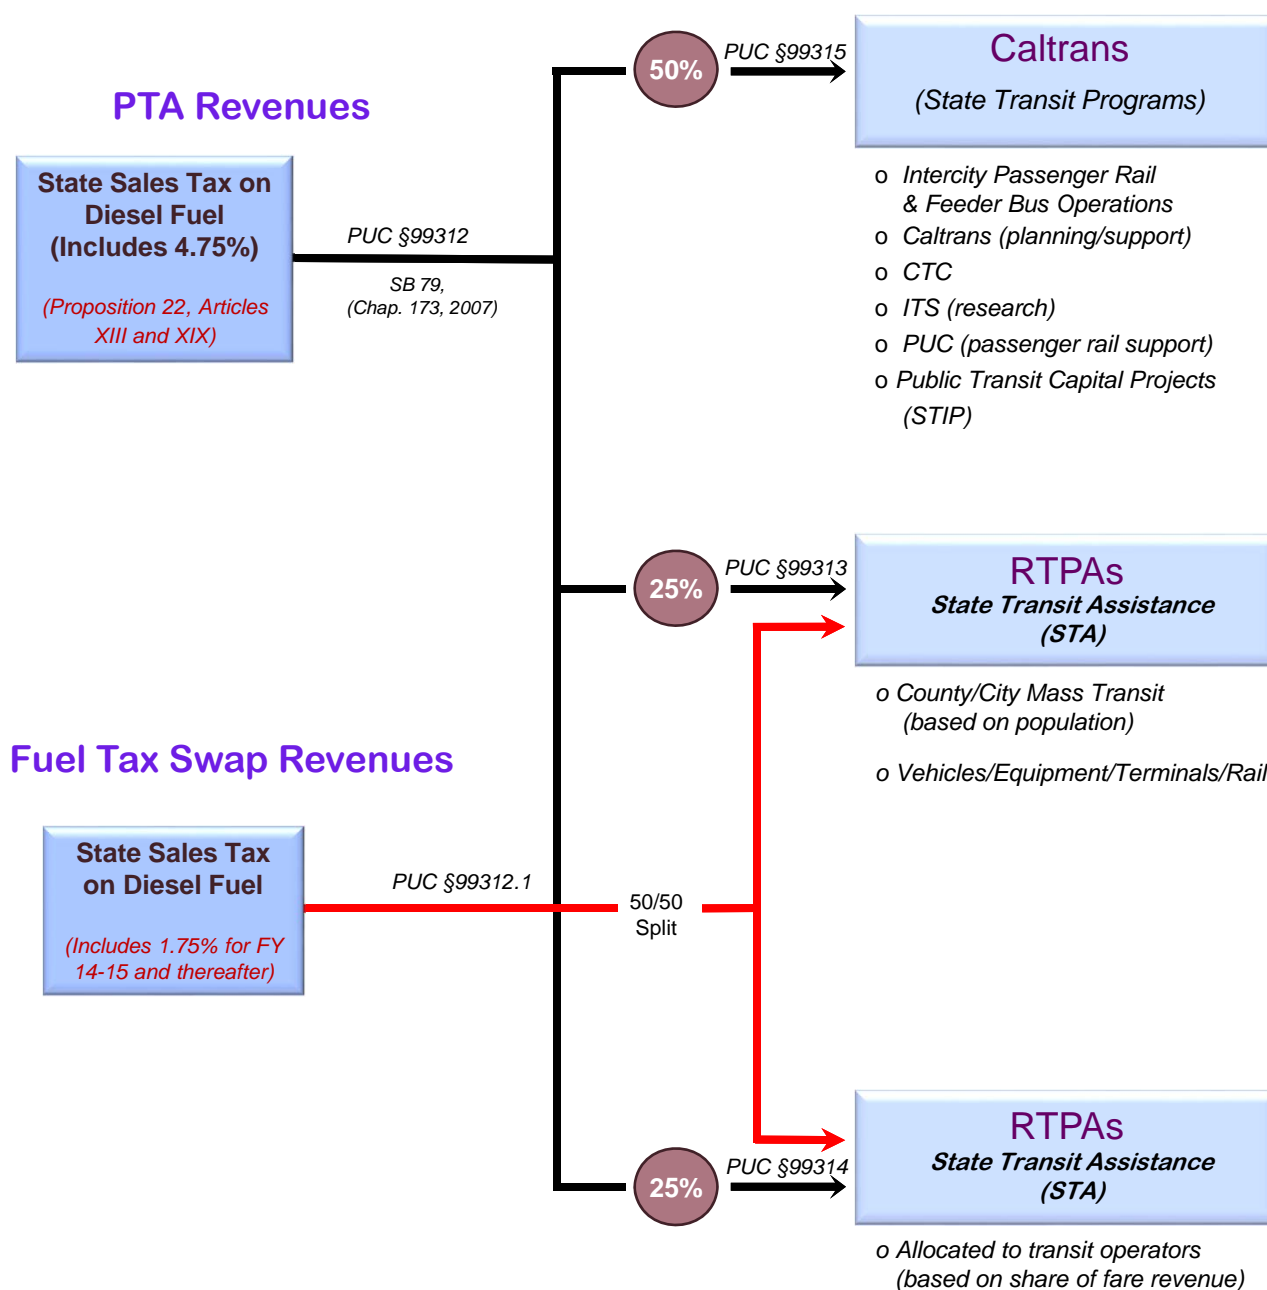 PTA Revenues
State Sales Tax on
Diesel Fuel
(Includes 4.75%)
(Proposition 22, Articles
XIII and XIX)
PUC §99312
SB 79,
(Chap. 173, 2007)
50%
PUC §99315
Caltrans
(State Transit Programs)
o Intercity Passenger Rail
& Feeder Bus Operations
o Caltrans (planning/support)
o CTC
o ITS (research)
o PUC (passenger rail support)
o Public Transit Capital Projects
(STIP)
25%
PUC §99313
RTPAs
State Transit Assistance
(STA)
o County/City Mass Transit
(based on population)
o Vehicles/Equipment/Terminals/Rail
Fuel Tax Swap Revenues
State Sales Tax
on Diesel Fuel
(Includes 1.75% for FY
14-15 and thereafter)
PUC §99312.1
50/50
Split
25%
PUC §99314
RTPAs
State Transit Assistance
(STA)
o Allocated to transit operators
(based on share of fare revenue)